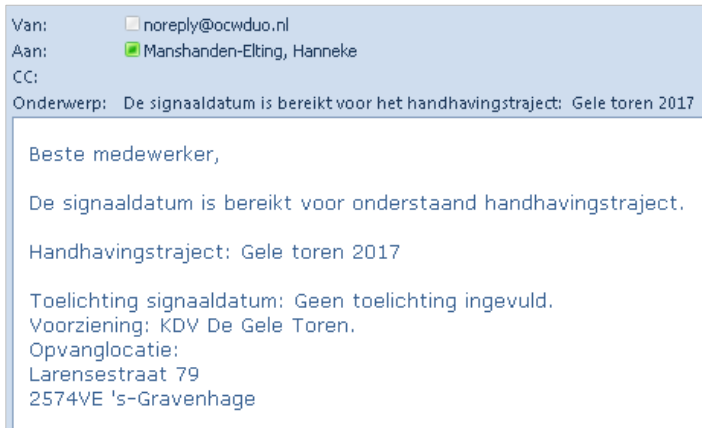 Van: noreply@ocwduo.nl
Aan: Manshanden-Elting, Hanneke
CC:
Onderwerp: De signaaldatum is bereikt voor het handhavingstraject: Gele toren 2017
Beste medewerker,
De signaaldatum is bereikt voor onderstaand handhavingstraject.
Handhavingstraject: Gele toren 2017
Toelichting signaaldatum: Geen toelichting ingevuld.
Voorziening: KDV De Gele Toren.
Opvanglocatie:
Larensestraat 79
2574VE 's-Gravenhage